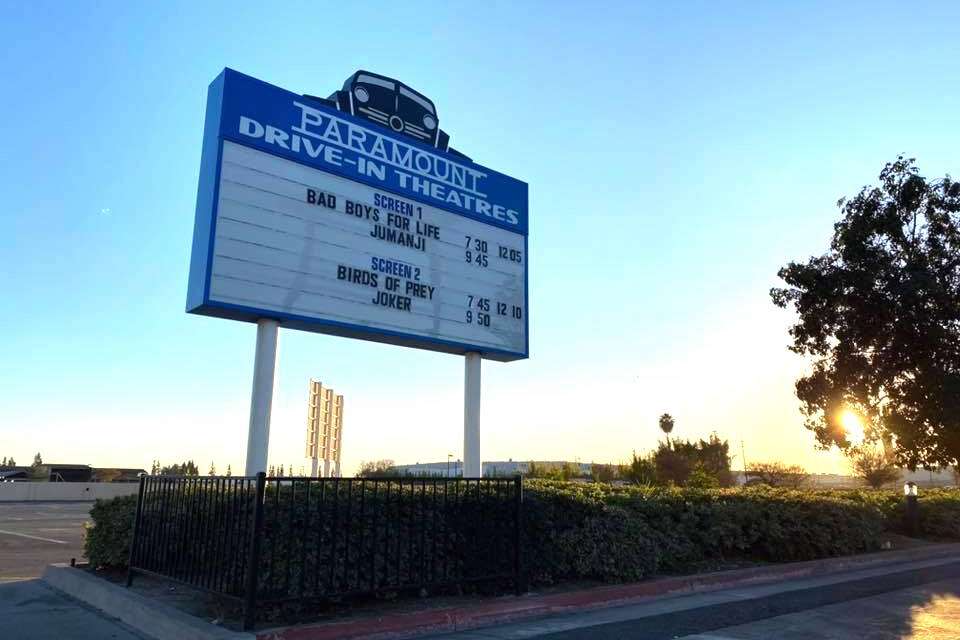 PARAMOUNT
DRIVE-IN THEATRES
SCREEN 1
BAD BOYS FOR LIFE 7 30 12 05
JUMANJI 9 45
SCREEN 2
BIRDS OF PREY 7 45 12 10
JOKER 9 50